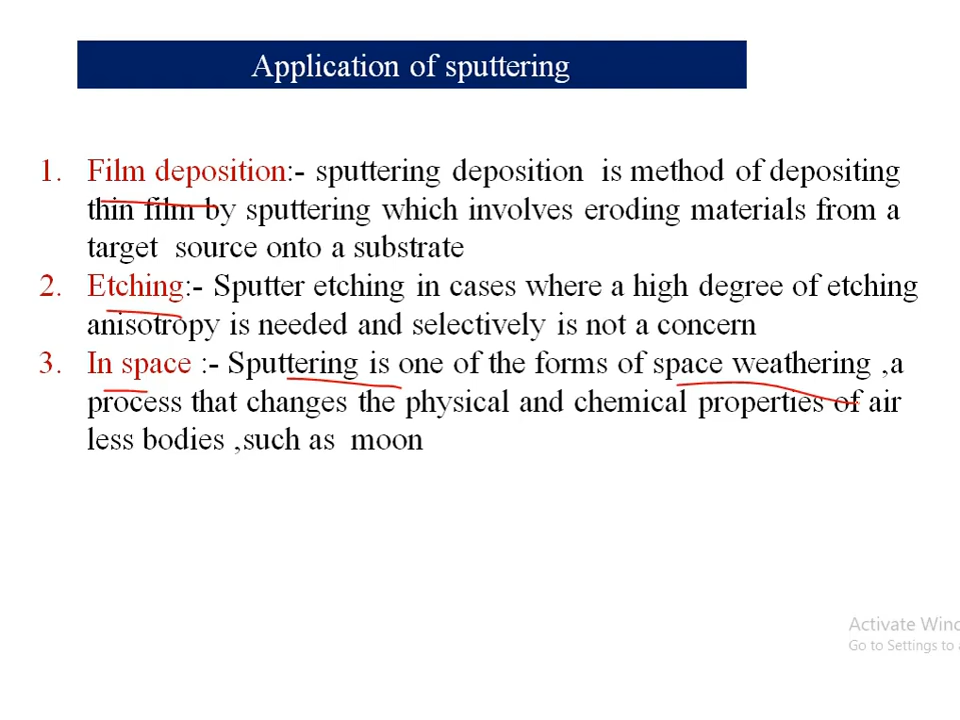 Application of sputtering
1. Film deposition:- sputtering deposition is method of depositing
thin film by sputtering which involves eroding materials from a
target source onto a substrate
2. Etching:- Sputter etching in cases where a high degree of etching
anisotropy is needed and selectively is not a concern
3. In space :- Sputtering is one of the forms of space weathering ,a
process that changes the physical and chemical properties of air
less bodies ,such as moon
Activate Winc
Go to Settings to a